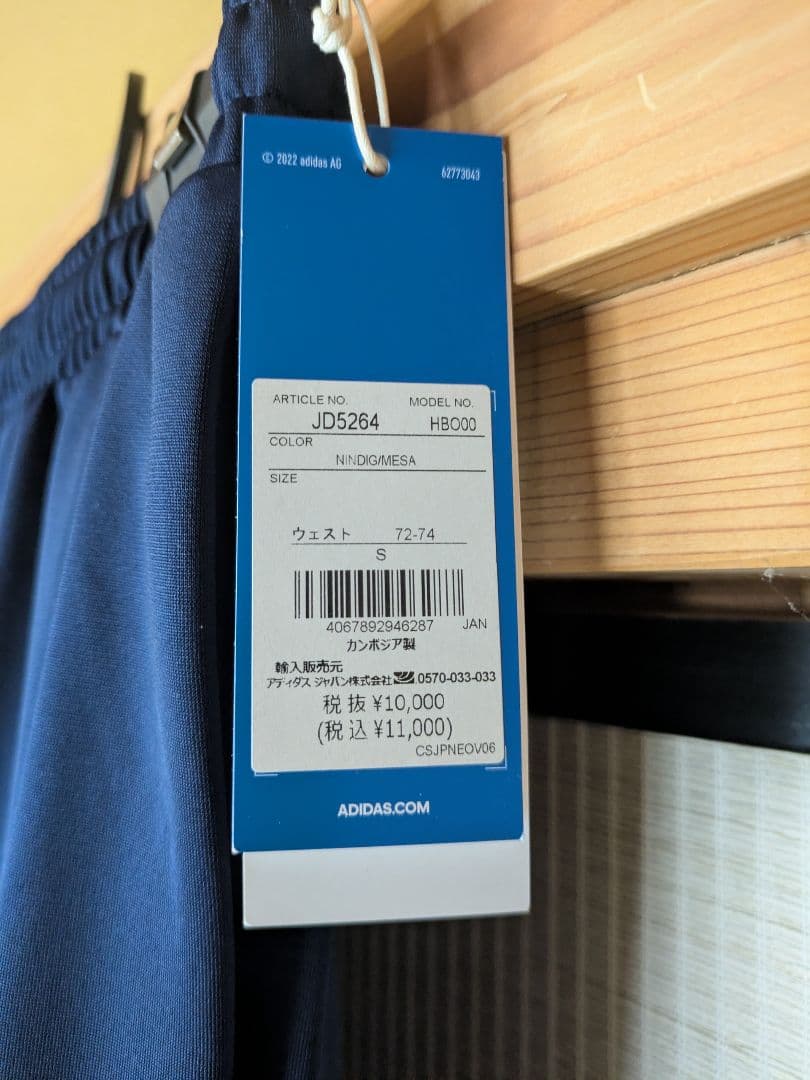 © 2022 adidas AG
62773043
ARTICLE NO. MODEL NO.
JD5264 HBO00
COLOR
NINDIG/MESA
SIZE
ウェスト 72-74
S
4067892946287 JAN
カンボジア製
輸入販売元
アディダス ジャパン株式会社 0570-033-033
税抜 ¥10,000
(税込 ¥11,000)
CSJPNEOV06
ADIDAS.COM